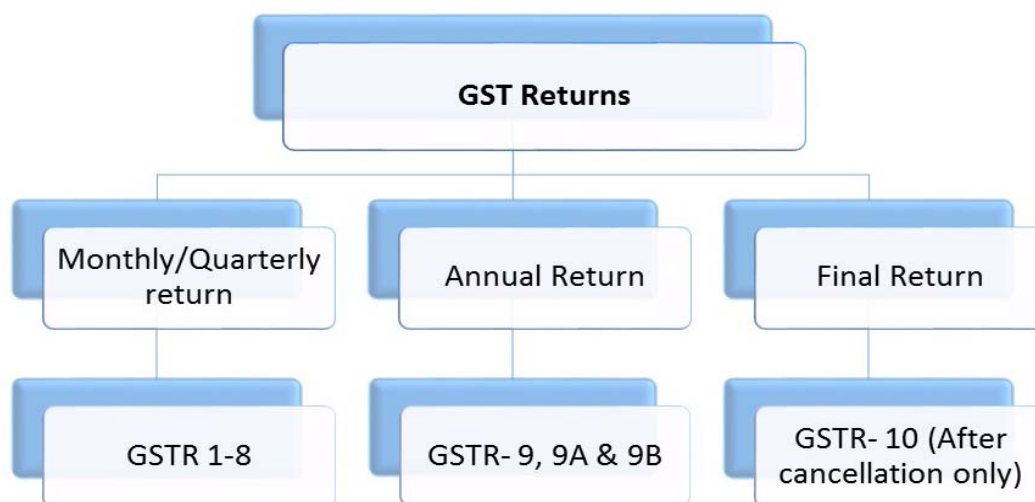 GST Returns
Monthly/Quarterly
return
Annual Return
Final Return
GSTR 1-8
GSTR- 9, 9A & 9B
GSTR- 10 (After
cancellation only)